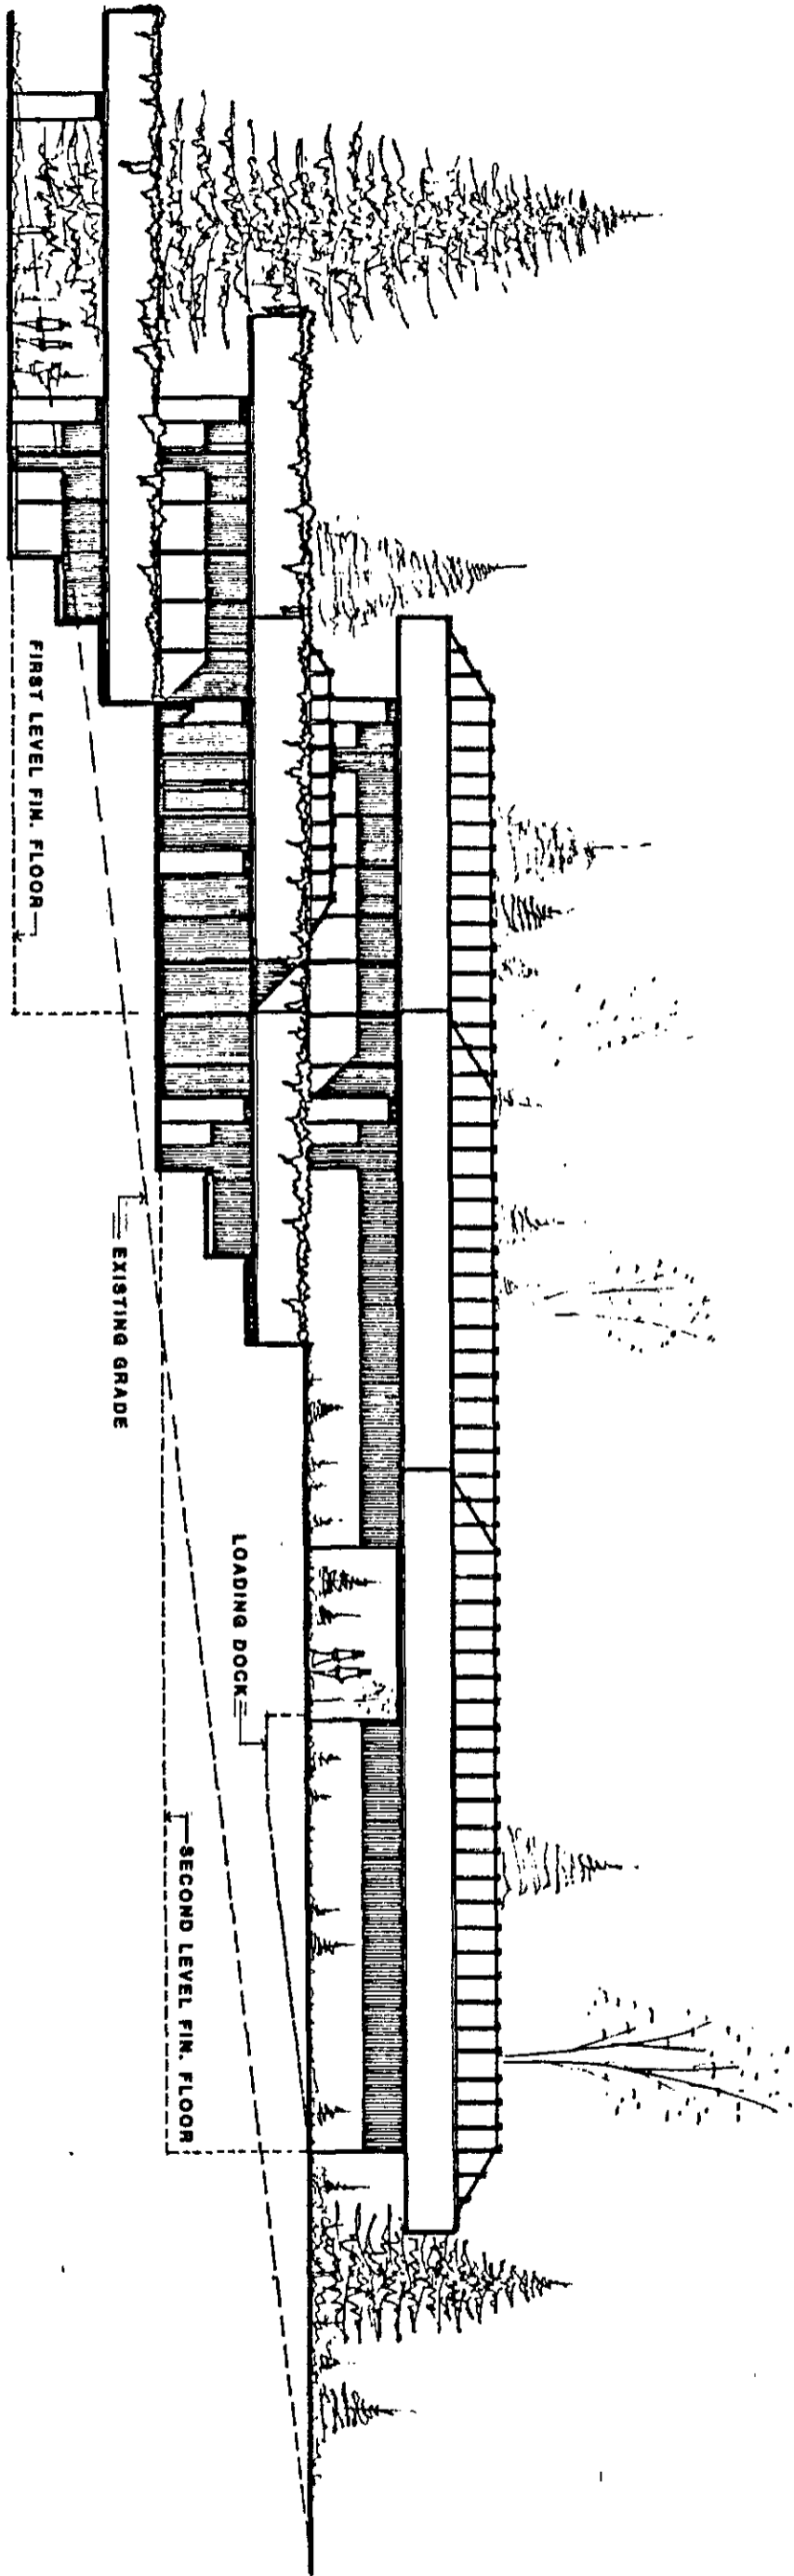 FIRST LEVEL FIN. FLOOR
EXISTING GRADE
LOADING DOCK
SECOND LEVEL FIN. FLOOR